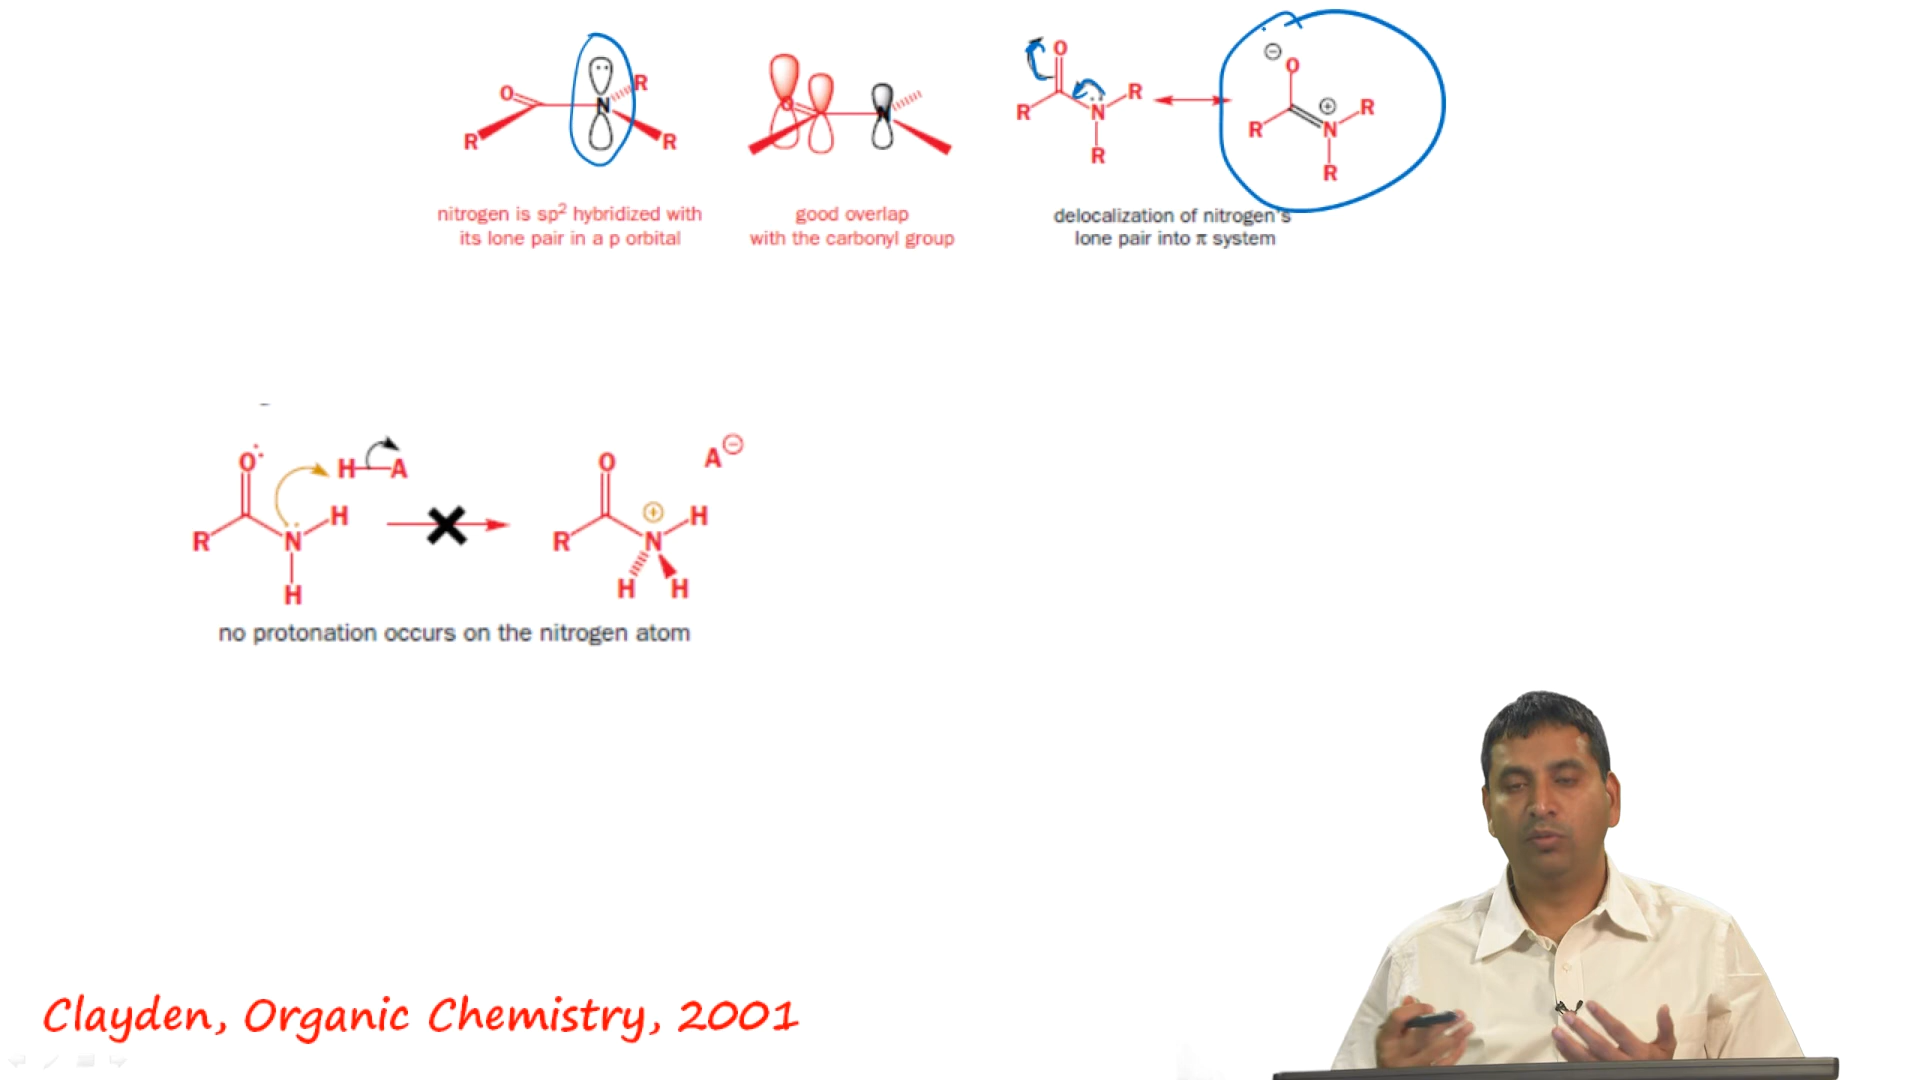 nitrogen is sp² hybridized with
its lone pair in a p orbital
good overlap
with the carbonyl group
delocalization of nitrogen's
lone pair into π system
O
N
R
R
R
O
N
O
R
N
R
R
⊖
O
R
⊕
N
R
R
O
H
A
R
N
H
H
O
A⊖
R
⊕
N
H
H
H
no protonation occurs on the nitrogen atom
Clayden, Organic Chemistry, 2001